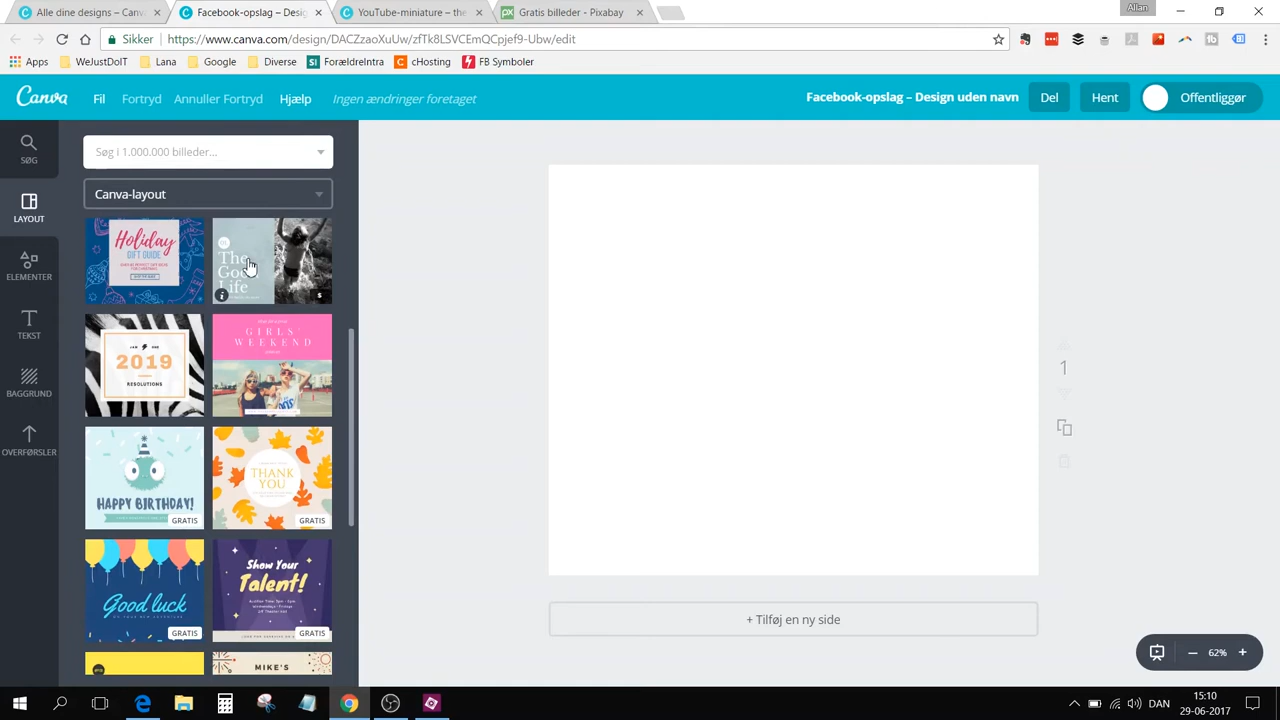 Alle dine designs – Canv
Facebook-opslag – Desig
YouTube-miniature – the
Gratis billeder - Pixabay
Allan
Sikker
https://www.canva.com/design/DACZzaoXuUw/zfTk8LSVCEmQCpjef9-Ubw/edit
Apps
WeJustDoIT
Lana
Google
Diverse
SI ForældreIntra
cHosting
FB Symboler
Canva
Fil
Fortryd
Annuller Fortryd
Hjælp
Ingen ændringer foretaget
Facebook-opslag – Design uden navn
Del
Hent
Offentliggør
SØG
LAYOUT
ELEMENTER
TEKST
BAGGRUND
OVERFØRSLER
Søg i 1.000.000 billeder...
Canva-layout
Holiday
GIFT GUIDE
The
Good
Life
$
2019
RESOLUTIONS
GIRLS'
WEEKEND
HAPPY BIRTHDAY!
GRATIS
THANK
YOU
GRATIS
Good luck
GRATIS
Show Your
Talent!
GRATIS
MIKE'S
1
+ Tilføj en ny side
62%
DAN
15:10
29-06-2017